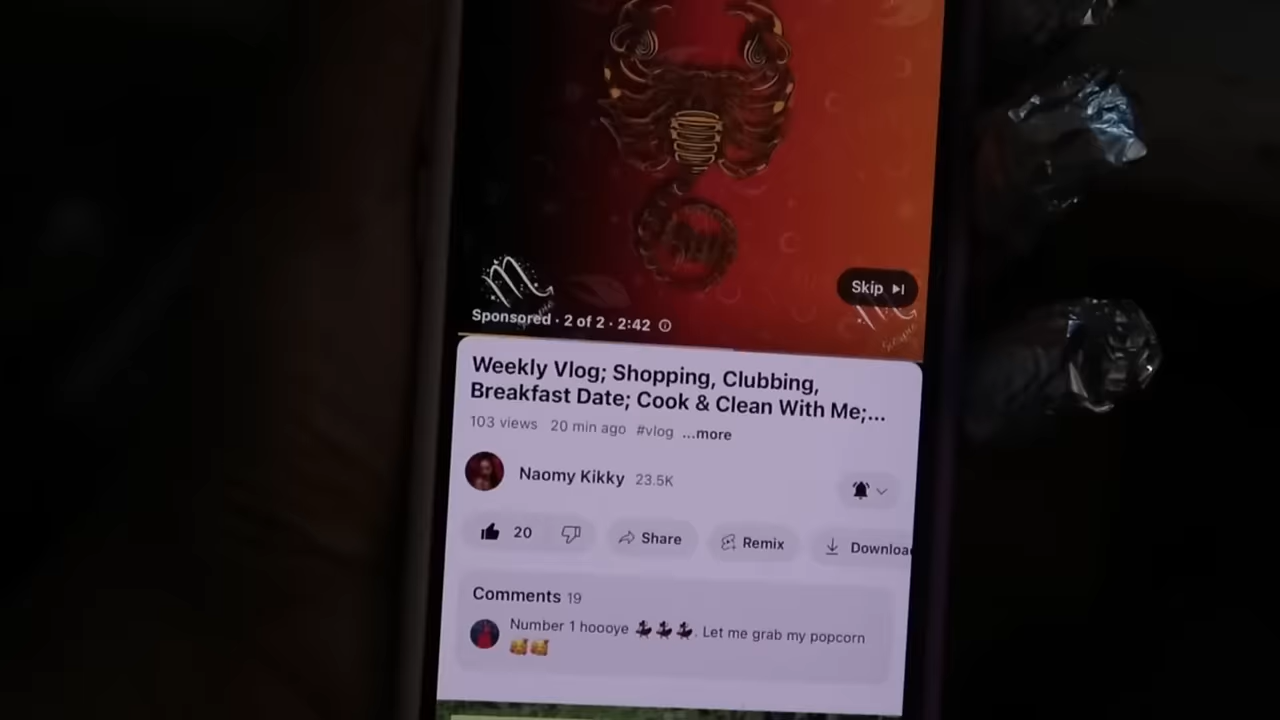 Skip
Sponsored · 2 of 2 · 2:42
Weekly Vlog; Shopping, Clubbing,
Breakfast Date; Cook & Clean With Me;...
103 views 20 min ago #vlog ...more
Naomy Kikky 23.5K
20 Share Remix Downloa
Comments 19
Number 1 hoooye 💃💃💃. Let me grab my popcorn
🥰🥰